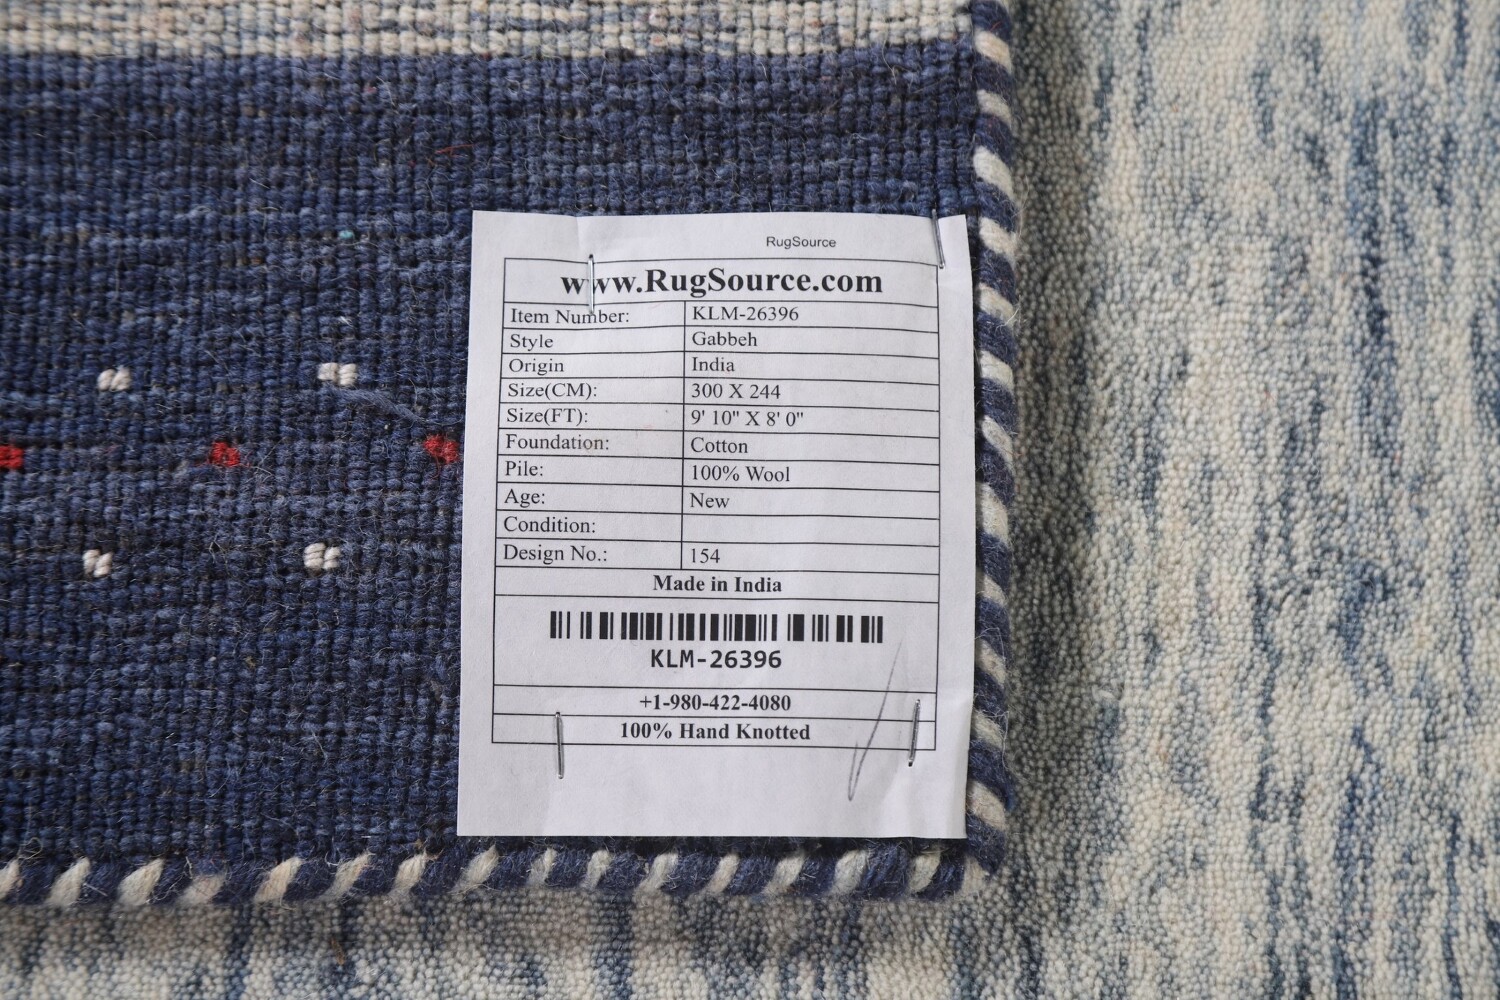 RugSource
www.RugSource.com
Item Number: KLM-26396
Style Gabbeh
Origin India
Size(CM): 300 X 244
Size(FT): 9' 10" X 8' 0"
Foundation: Cotton
Pile: 100% Wool
Age: New
Condition:
Design No.: 154
Made in India
KLM-26396
+1-980-422-4080
100% Hand Knotted